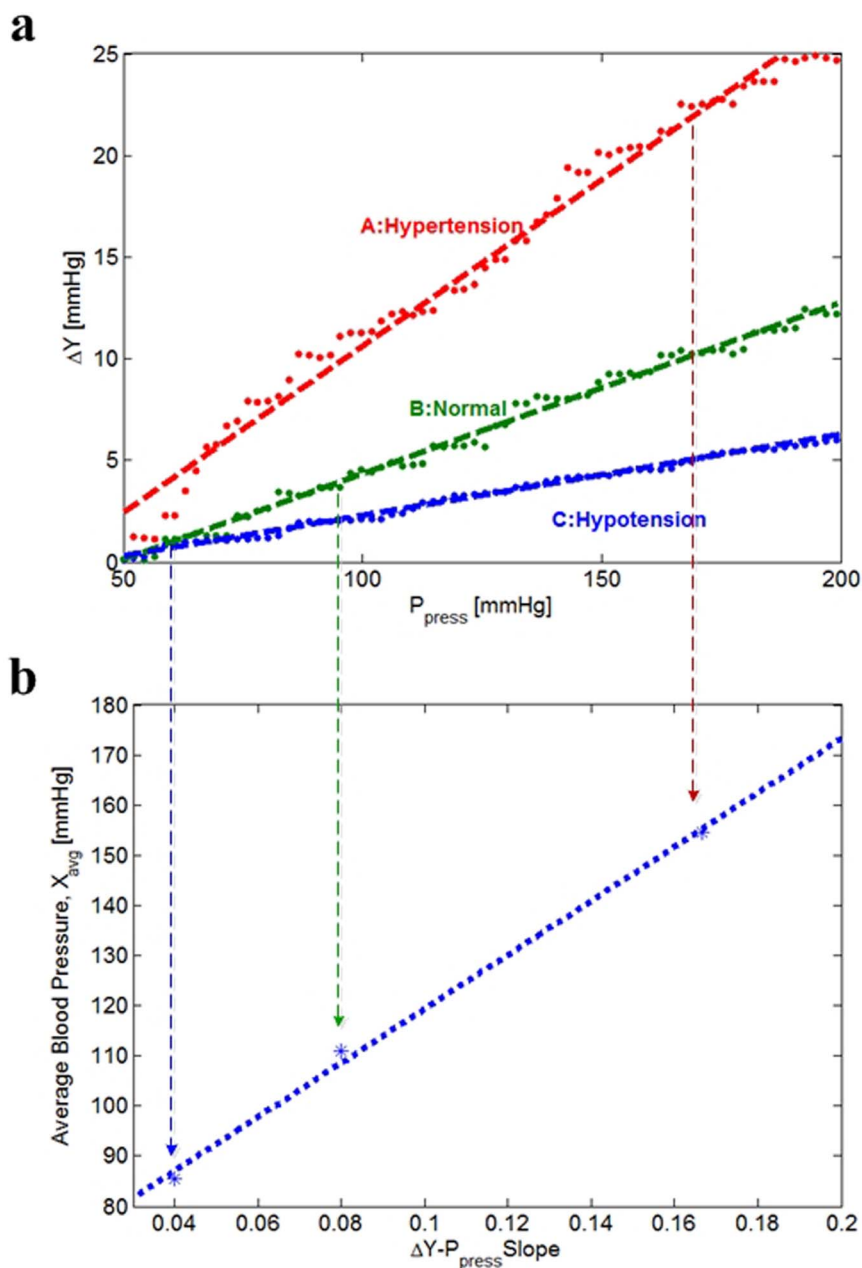 a
25
20
15
10
5
0
ΔY [mmHg]
A:Hypertension
B:Normal
C:Hypotension
50 100 150 200
P_press [mmHg]
b
180
170
160
150
140
130
120
110
100
90
80
Average Blood Pressure, X_avg [mmHg]
0.04 0.06 0.08 0.1 0.12 0.14 0.16 0.18 0.2
ΔY-P_press Slope